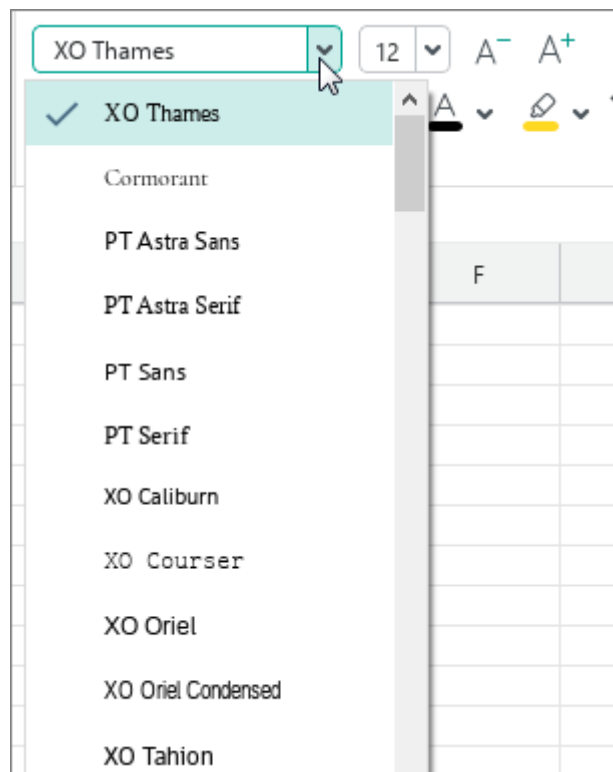 XO Thames 12 A− A+
XO Thames A
Cormorant
PT Astra Sans
F
PT Astra Serif
PT Sans
PT Serif
XO Caliburn
XO Courser
XO Oriel
XO Oriel Condensed
XO Tahion